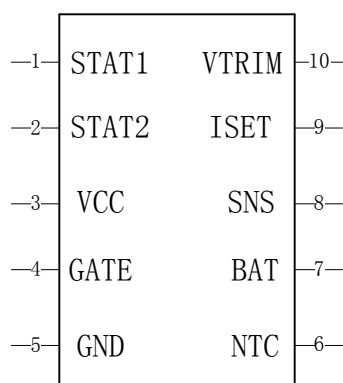 1 STAT1 VTRIM 10
2 STAT2 ISET 9
3 VCC SNS 8
4 GATE BAT 7
5 GND NTC 6